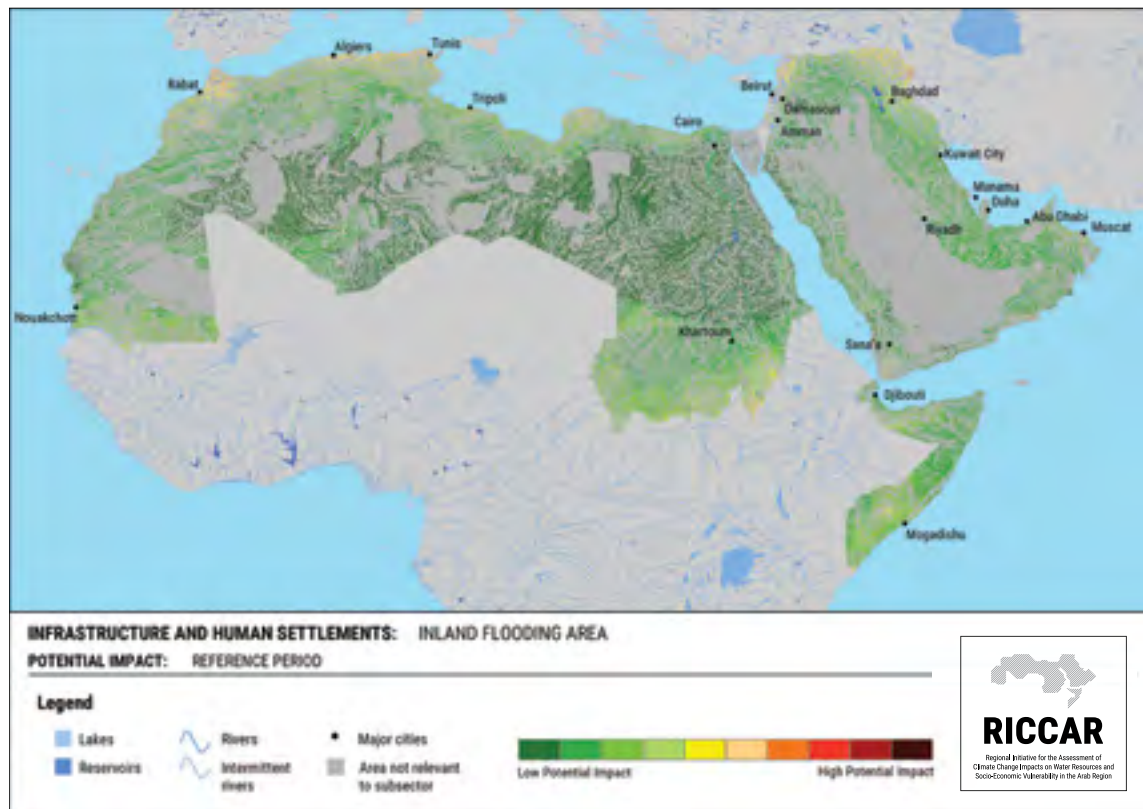 Algiers
Tunis
Rabat
Tripoli
Beirut
Damascus
Baghdad
Amman
Cairo
Kuwait City
Manama
Doha
Abu Dhabi
Muscat
Riyadh
Nouakchott
Khartoum
Sana'a
Djibouti
Mogadishu
INFRASTRUCTURE AND HUMAN SETTLEMENTS: INLAND FLOODING AREA
POTENTIAL IMPACT: REFERENCE PERIOD
Legend
Lakes
Reservoirs
Rivers
Intermittent
rivers
Major cities
Area not relevant
to subsector
Low Potential Impact
High Potential Impact
RICCAR
Regional Initiative for the Assessment of
Climate Change Impacts on Water Resources and
Socio-Economic Vulnerability in the Arab Region